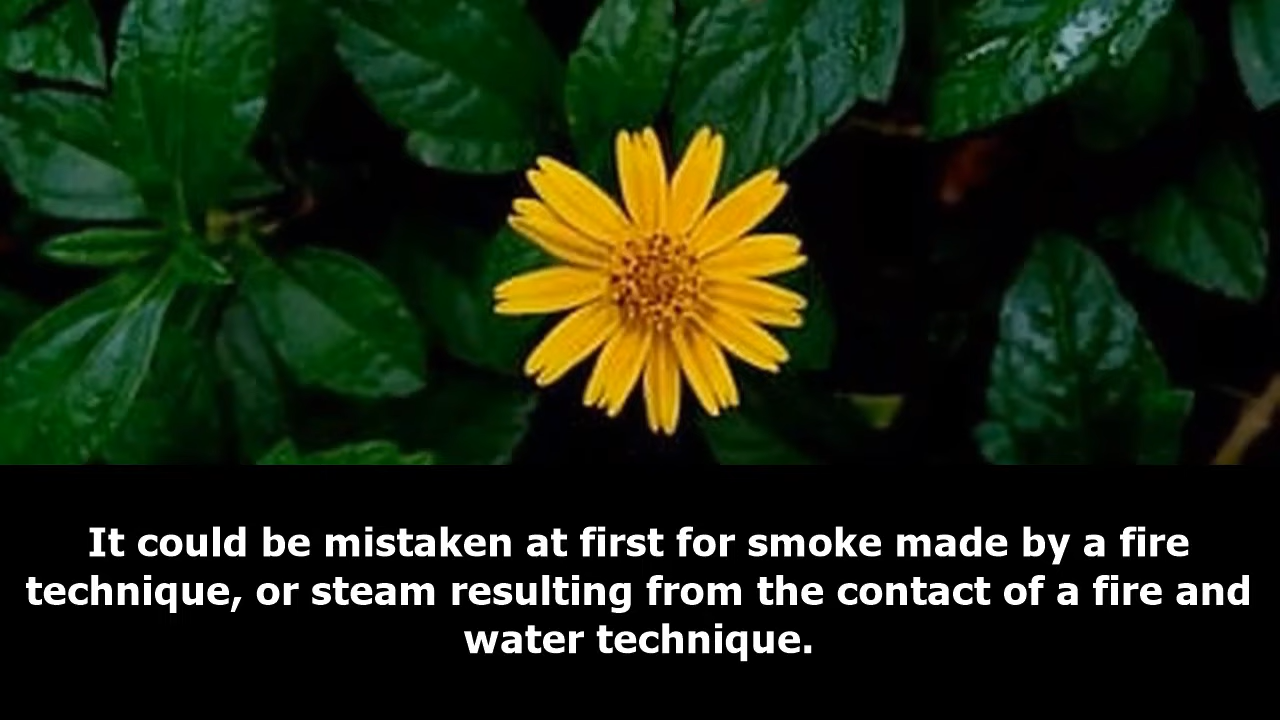 It could be mistaken at first for smoke made by a fire
technique, or steam resulting from the contact of a fire and
water technique.